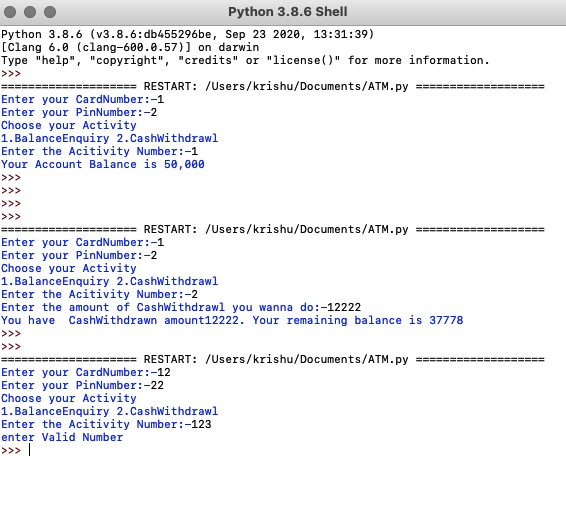 Python 3.8.6 Shell
Python 3.8.6 (v3.8.6:db455296be, Sep 23 2020, 13:31:39)
[Clang 6.0 (clang-600.0.57)] on darwin
Type "help", "copyright", "credits" or "license()" for more information.
>>>
==================== RESTART: /Users/krishu/Documents/ATM.py ===================
Enter your CardNumber:-1
Enter your PinNumber:-2
Choose your Activity
1.BalanceEnquiry 2.CashWithdrawl
Enter the Acitivity Number:-1
Your Account Balance is 50,000
>>>
>>>
>>>
>>>
==================== RESTART: /Users/krishu/Documents/ATM.py ===================
Enter your CardNumber:-1
Enter your PinNumber:-2
Choose your Activity
1.BalanceEnquiry 2.CashWithdrawl
Enter the Acitivity Number:-2
Enter the amount of CashWithdrawl you wanna do:-12222
You have  CashWithdrawn amount12222. Your remaining balance is 37778
>>>
>>>
==================== RESTART: /Users/krishu/Documents/ATM.py ===================
Enter your CardNumber:-12
Enter your PinNumber:-22
Choose your Activity
1.BalanceEnquiry 2.CashWithdrawl
Enter the Acitivity Number:-123
enter Valid Number
>>>